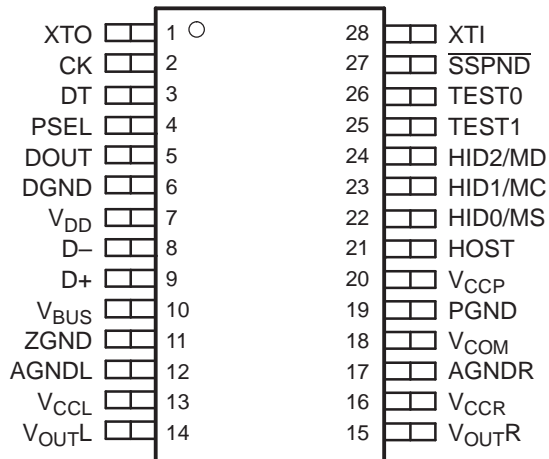 XTO 1 28 XTI
CK 2 27 SSPND
DT 3 26 TEST0
PSEL 4 25 TEST1
DOUT 5 24 HID2/MD
DGND 6 23 HID1/MC
VDD 7 22 HID0/MS
D– 8 21 HOST
D+ 9 20 VCCP
VBUS 10 19 PGND
ZGND 11 18 VCOM
AGNDL 12 17 AGNDR
VCCL 13 16 VCCR
VOUTL 14 15 VOUTR